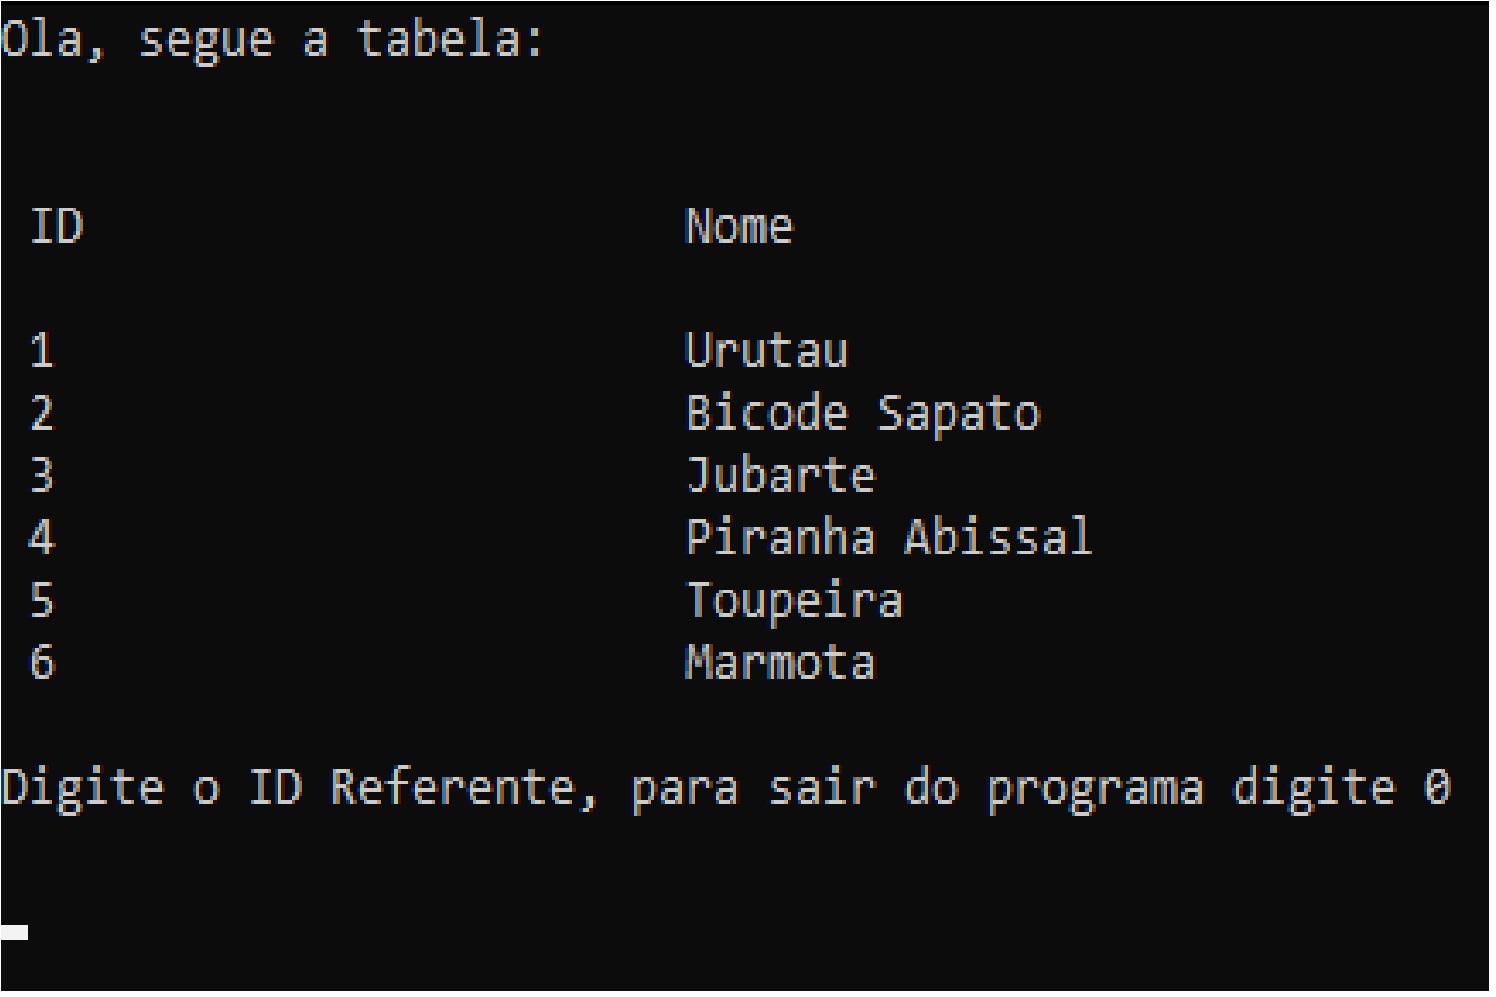 Ola, segue a tabela:
ID Nome
1 Urutau
2 Bicode Sapato
3 Jubarte
4 Piranha Abissal
5 Toupeira
6 Marmota
Digite o ID Referente, para sair do programa digite 0